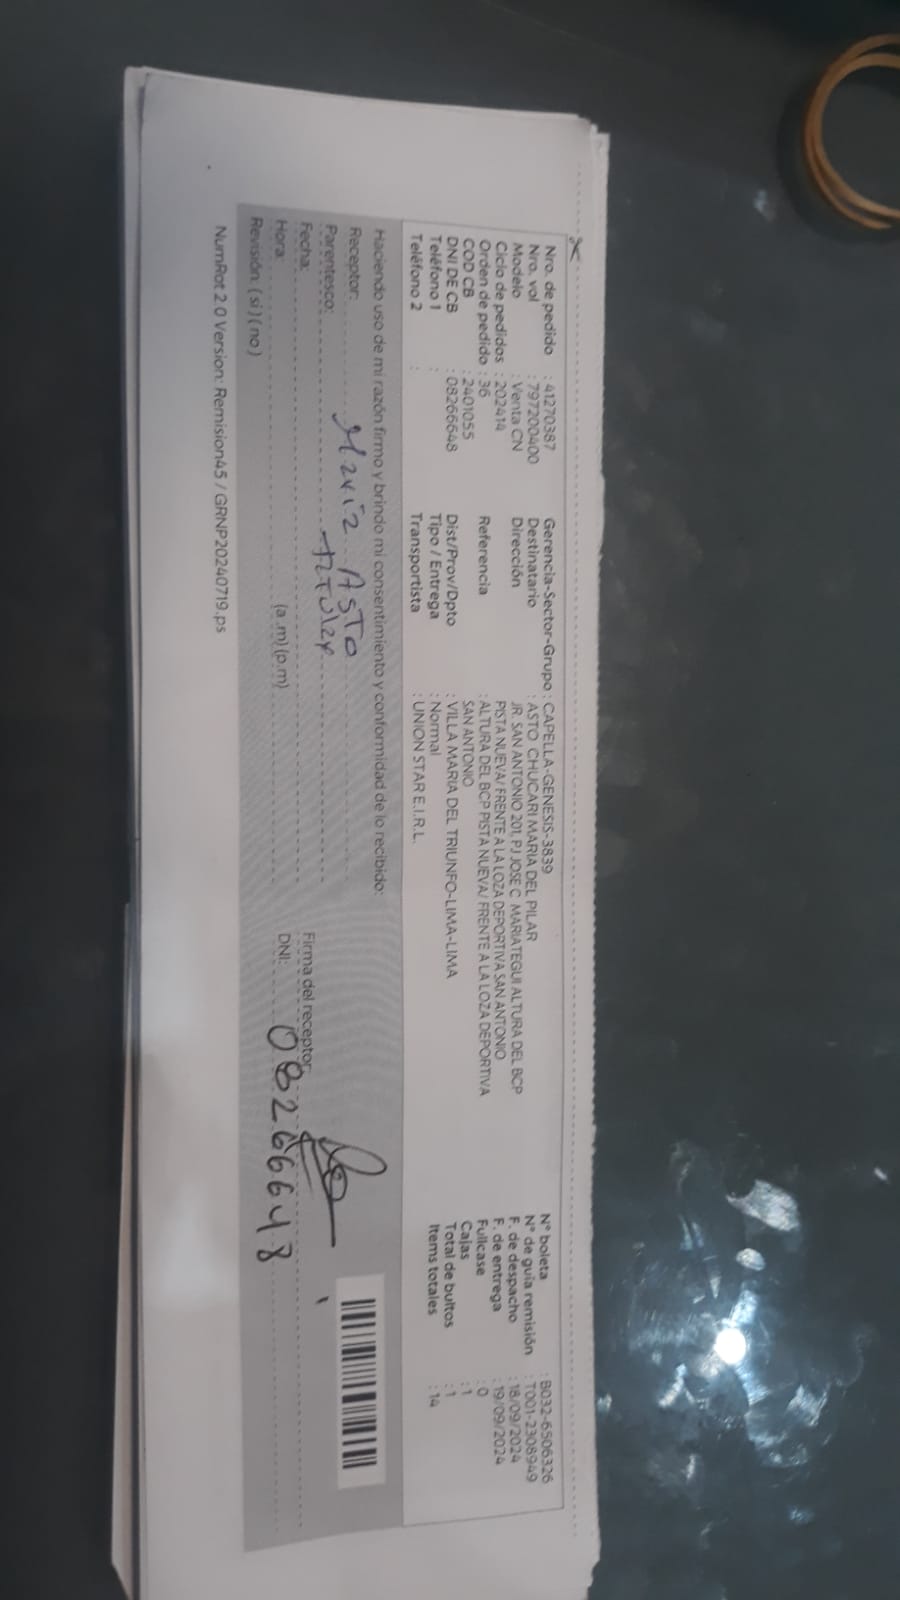 Nro. de pedido : 41270387
Nro. vol : 797200400
Modelo : Venta CN
Ciclo de pedidos : 202414
Orden de pedido : 36
COD CB : 2401055
DNI DE CB : 08266648
Teléfono 1 :
Teléfono 2 :
Gerencia-Sector-Grupo : CAPELLA-GENESIS-3839
Destinatario : ASTO CHUCARI MARIA DEL PILAR
Dirección : JR. SAN ANTONIO 201, PJ JOSE C MARIATEGUI ALTURA DEL BCP
PISTA NUEVA/ FRENTE A LA LOZA DEPORTIVA SAN ANTONIO
Referencia : ALTURA DEL BCP PISTA NUEVA/ FRENTE A LA LOZA DEPORTIVA
SAN ANTONIO
Dist/Prov/Dpto : VILLA MARIA DEL TRIUNFO-LIMA-LIMA
Tipo / Entrega : Normal
Transportista : UNION STAR E.I.R.L.
N° boleta : B032-6506326
N° de guia remisión : T001-2308949
F. de despacho : 18/09/2024
F. de entrega : 19/09/2024
Fullcase : 0
Cajas : 1
Total de bultos : 1
Items totales : 14
Haciendo uso de mi razón firmo y brindo mi consentimiento y conformidad de lo recibido:
Receptor: Maria Asto
Parentesco: titular
Fecha:
Hora: (a.m) (p.m)
Revisión: ( si ) ( no )
Firma del receptor:
DNI: 08266648
NumRot 2.0 Version: Remision45 / GRNP20240719.ps